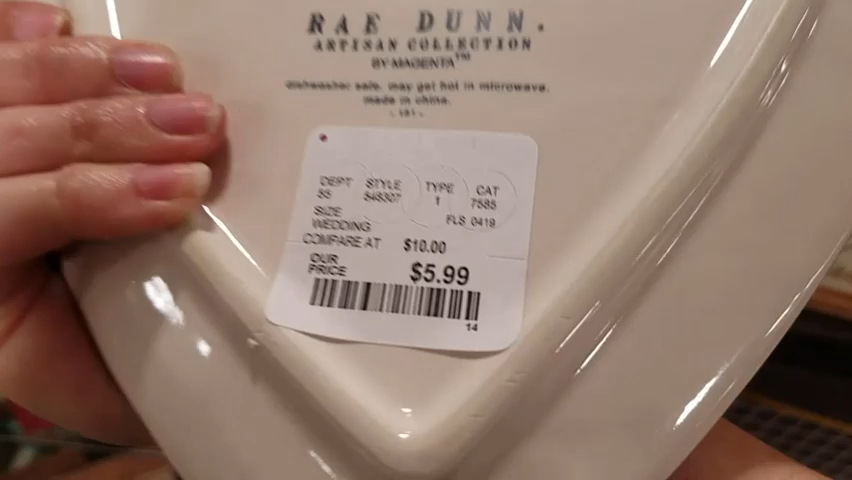 RAE DUNN.
ARTISAN COLLECTION
BY MAGENTA™
dishwasher safe. may get hot in microwave.
made in china.
- 181 -
DEPT STYLE TYPE CAT
55 548307 1 7585
SIZE FLS 0419
WEDDING
COMPARE AT $10.00
OUR
PRICE $5.99
14